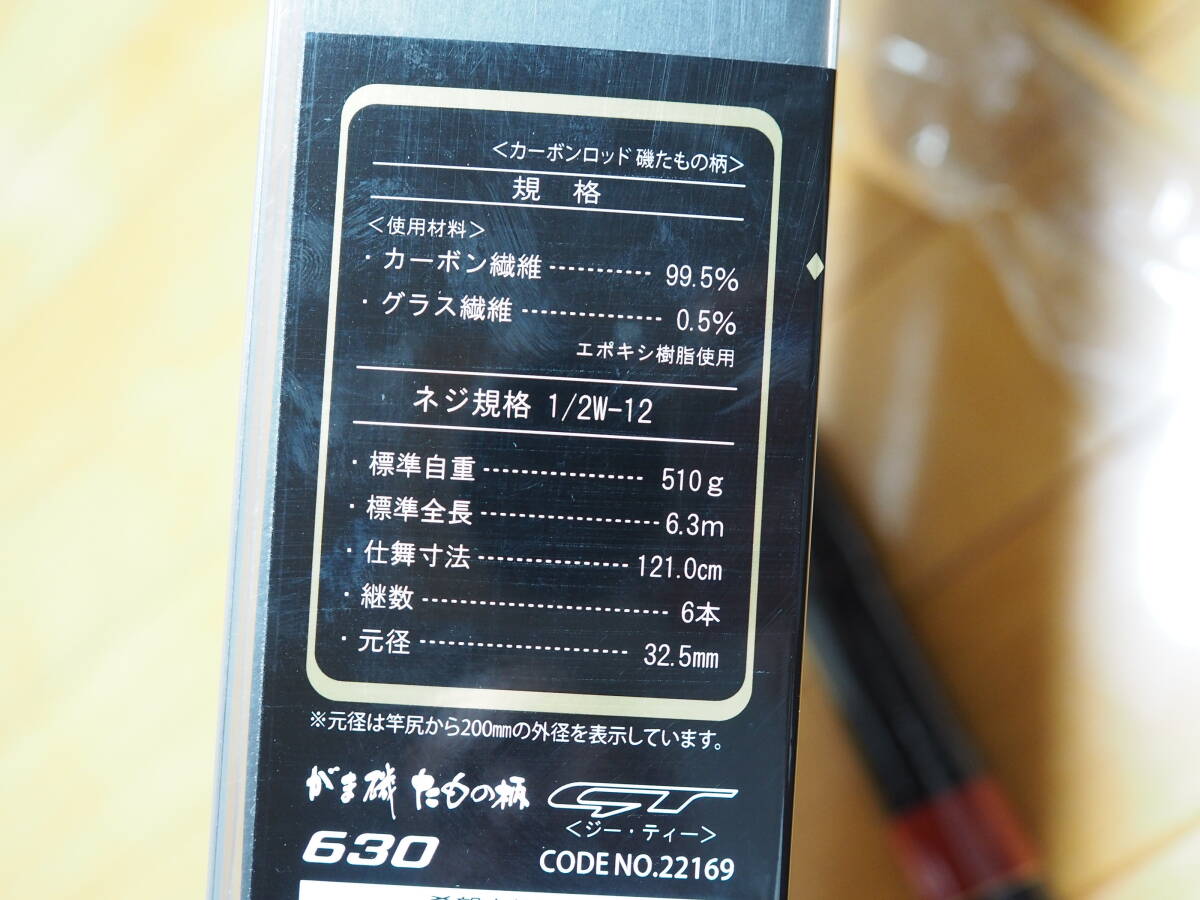 ＜カーボンロッド 磯たもの柄＞
規　格
＜使用材料＞
・カーボン繊維 ----------- 99.5%
・グラス繊維 --------------- 0.5%
エポキシ樹脂使用
ネジ規格 1/2W-12
・標準自重 ----------------- 510g
・標準全長 -------------------6.3m
・仕舞寸法 ---------------- 121.0cm
・継数 -------------------------- 6本
・元径 ---------------------- 32.5mm
※元径は竿尻から200mmの外径を表示しています。
がま磯 たもの柄 GT
＜ジー・ティー＞
630 CODE NO.22169